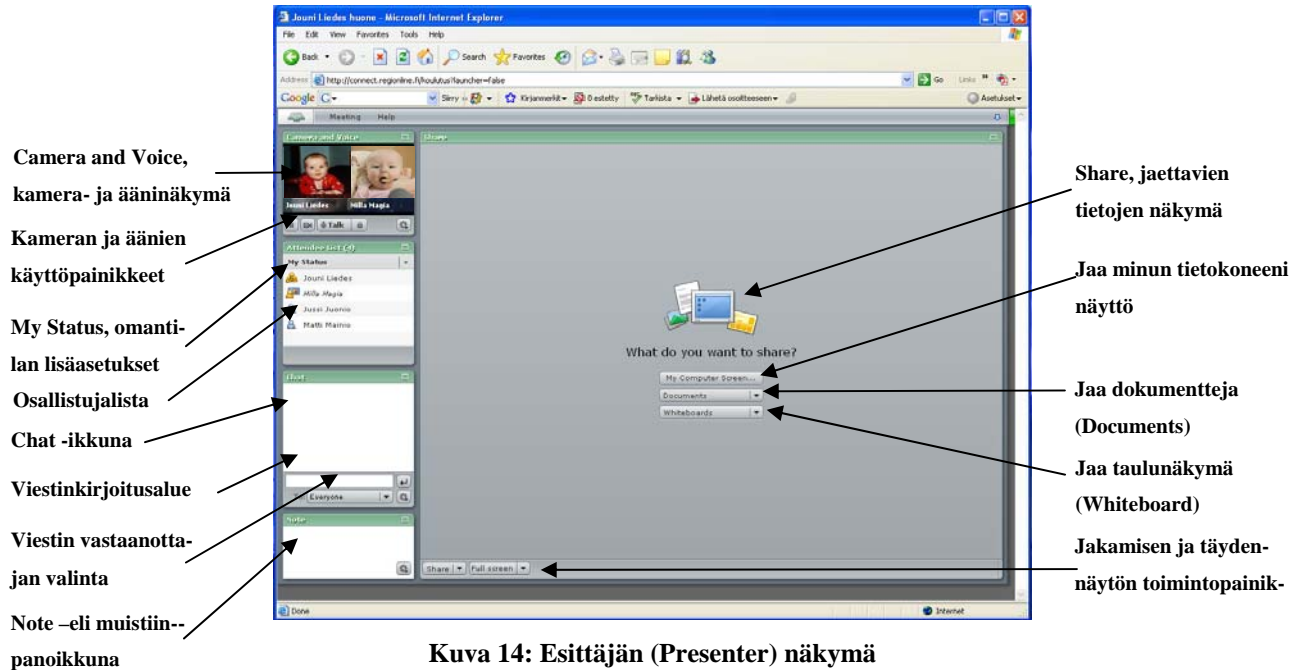 Jouni Liedes huone - Microsoft Internet Explorer
File Edit View Favorites Tools Help
Back Search Favorites
Address http://connect.regionline.fi/koulutus?launcher=false Go Links »
Google G Siirry Kirjanmerkit 0 estetty Tarkista Lähetä osoitteeseen Asetukset
Meeting Help
Camera and Voice
Jouni Liedes Milla Magia
Talk
Attendee List (4)
My Status
Jouni Liedes
Milla Magia
Jussi Juonio
Matti Mainio
Chat
To: Everyone
Note
Share
What do you want to share?
My Computer Screen...
Documents
Whiteboards
Share Full screen
Done Internet
Camera and Voice,
kamera- ja ääninäkymä
Kameran ja äänien
käyttöpainikkeet
My Status, omanti-
lan lisäasetukset
Osallistujalista
Chat -ikkuna
Viestinkirjoitusalue
Viestin vastaanotta-
jan valinta
Note –eli muistiin--
panoikkuna
Share, jaettavien
tietojen näkymä
Jaa minun tietokoneeni
näyttö
Jaa dokumentteja
(Documents)
Jaa taulunäkymä
(Whiteboard)
Jakamisen ja täyden-
näytön toimintopainik-
Kuva 14: Esittäjän (Presenter) näkymä